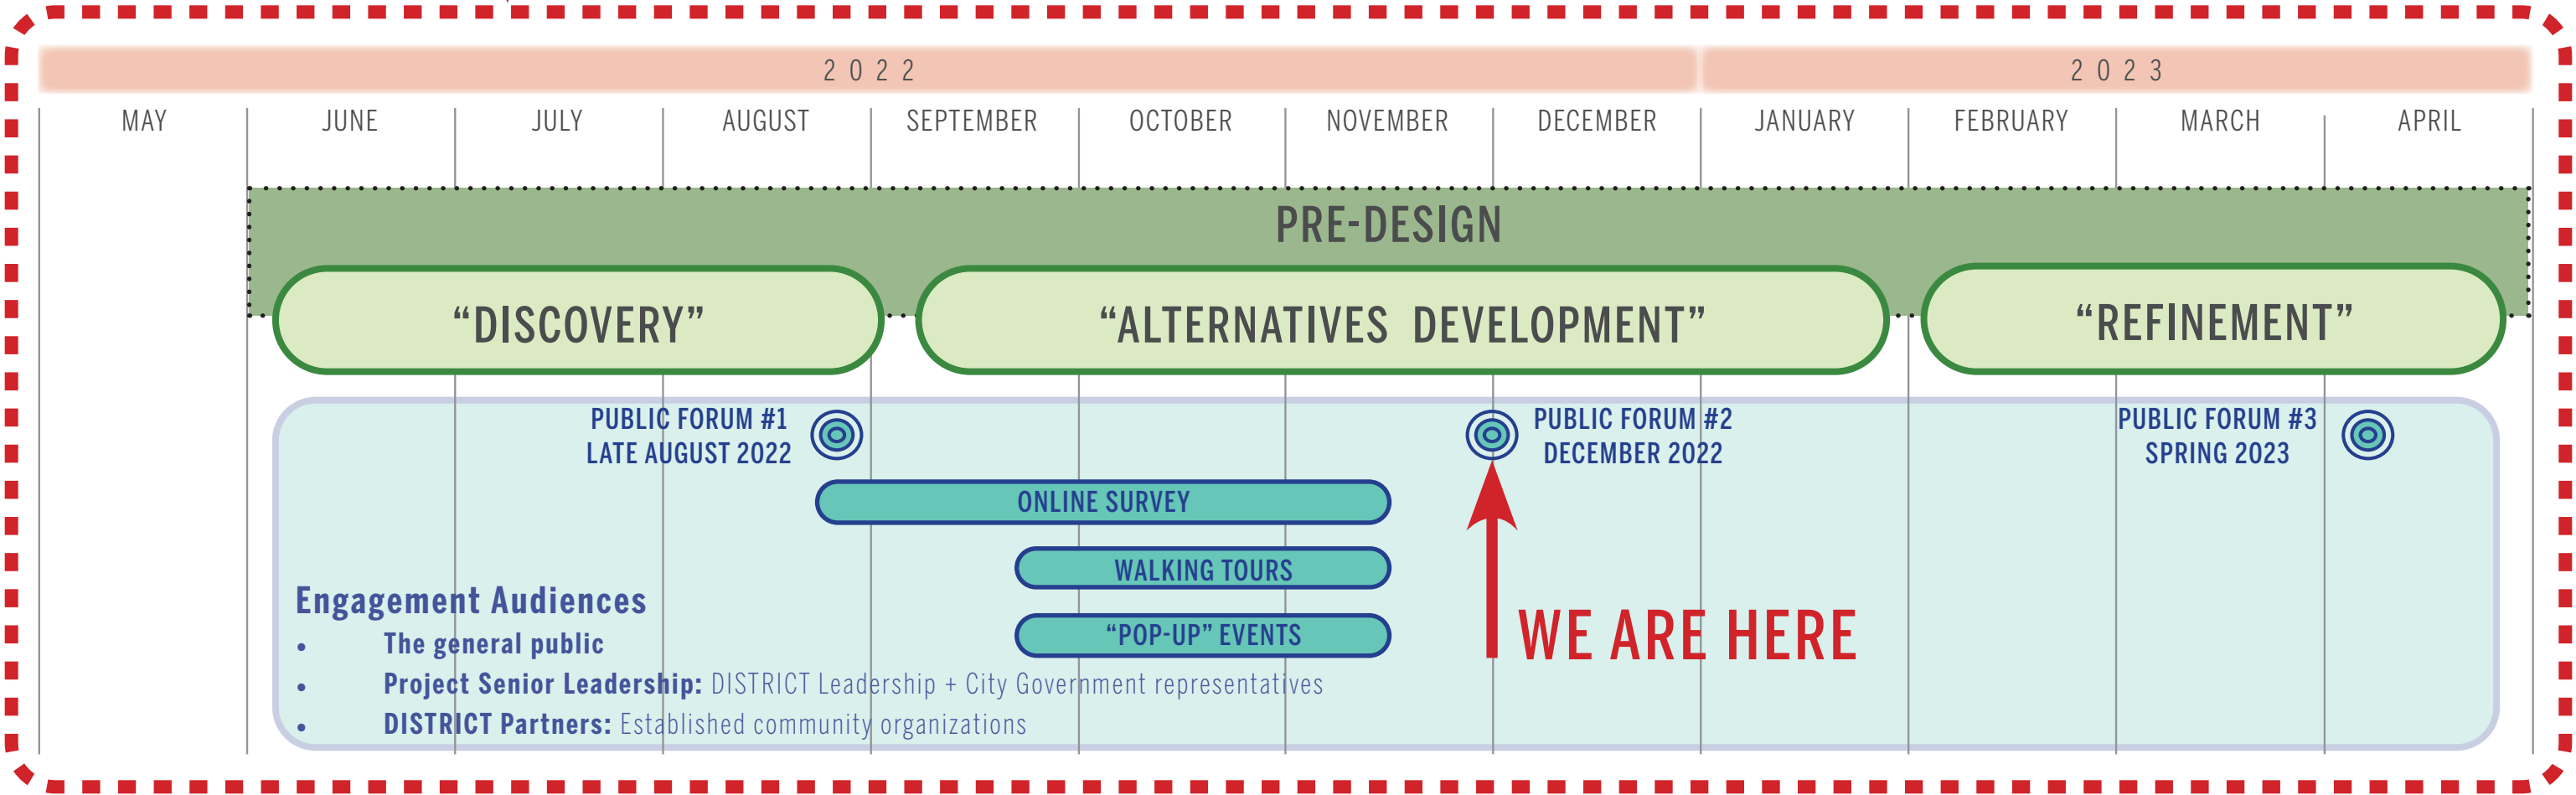 2022
2023
MAY
JUNE
JULY
AUGUST
SEPTEMBER
OCTOBER
NOVEMBER
DECEMBER
JANUARY
FEBRUARY
MARCH
APRIL
PRE-DESIGN
“DISCOVERY”
“ALTERNATIVES DEVELOPMENT”
“REFINEMENT”
PUBLIC FORUM #1
LATE AUGUST 2022
PUBLIC FORUM #2
DECEMBER 2022
PUBLIC FORUM #3
SPRING 2023
ONLINE SURVEY
WALKING TOURS
“POP-UP” EVENTS
WE ARE HERE
Engagement Audiences
• The general public
• Project Senior Leadership: DISTRICT Leadership + City Government representatives
• DISTRICT Partners: Established community organizations